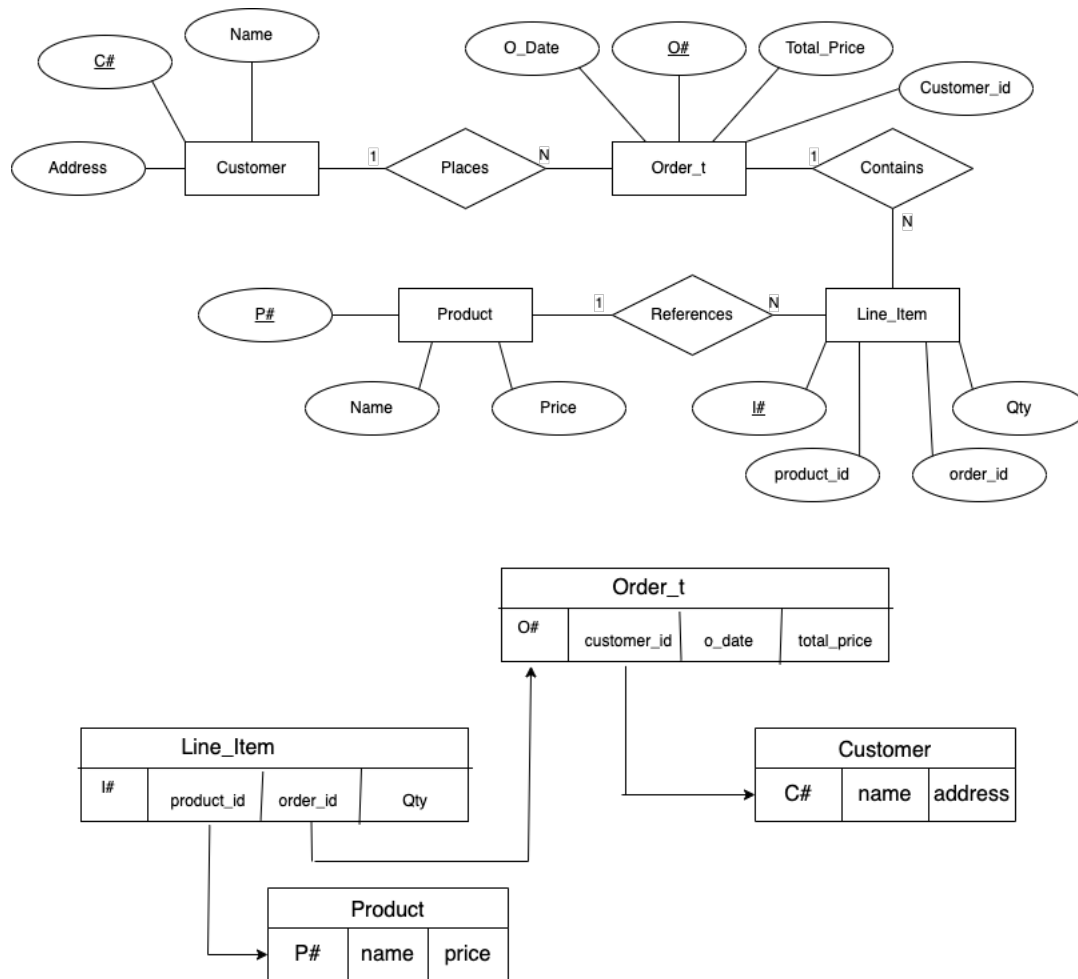 Name
C#
O_Date
O#
Total_Price
Customer_id
Address
Customer
1
Places
N
Order_t
1
Contains
N
P#
Product
1
References
N
Line_Item
Name
Price
I#
Qty
product_id
order_id
Order_t
O#
customer_id
o_date
total_price
Line_Item
I#
product_id
order_id
Qty
Customer
C#
name
address
Product
P#
name
price